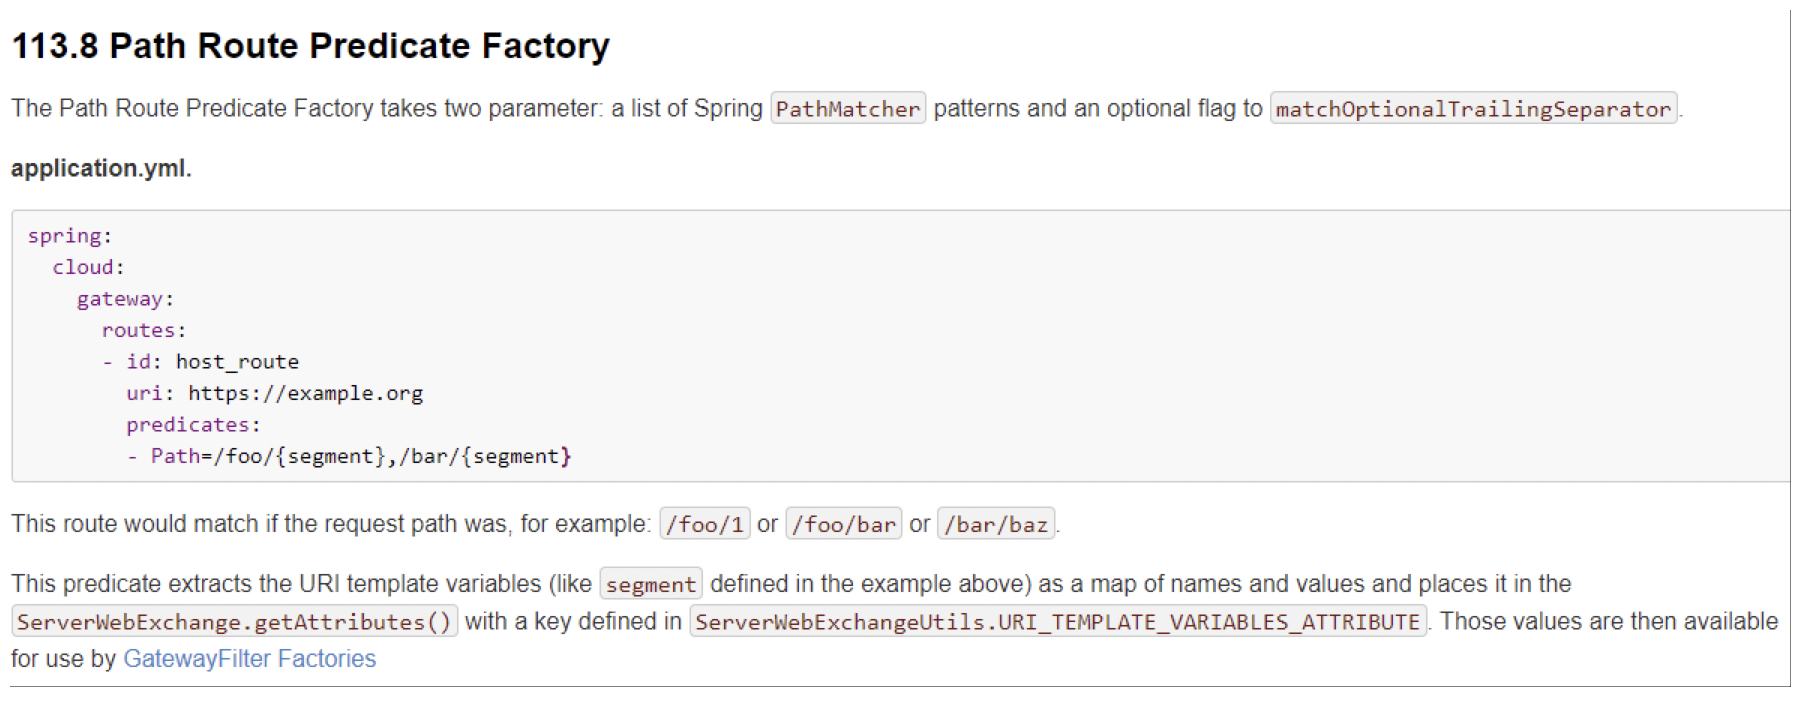 113.8 Path Route Predicate Factory
The Path Route Predicate Factory takes two parameter: a list of Spring PathMatcher patterns and an optional flag to matchOptionalTrailingSeparator.
application.yml.
spring:
  cloud:
    gateway:
      routes:
      - id: host_route
        uri: https://example.org
        predicates:
        - Path=/foo/{segment},/bar/{segment}
This route would match if the request path was, for example: /foo/1 or /foo/bar or /bar/baz.
This predicate extracts the URI template variables (like segment defined in the example above) as a map of names and values and places it in the
ServerWebExchange.getAttributes() with a key defined in ServerWebExchangeUtils.URI_TEMPLATE_VARIABLES_ATTRIBUTE. Those values are then available
for use by GatewayFilter Factories